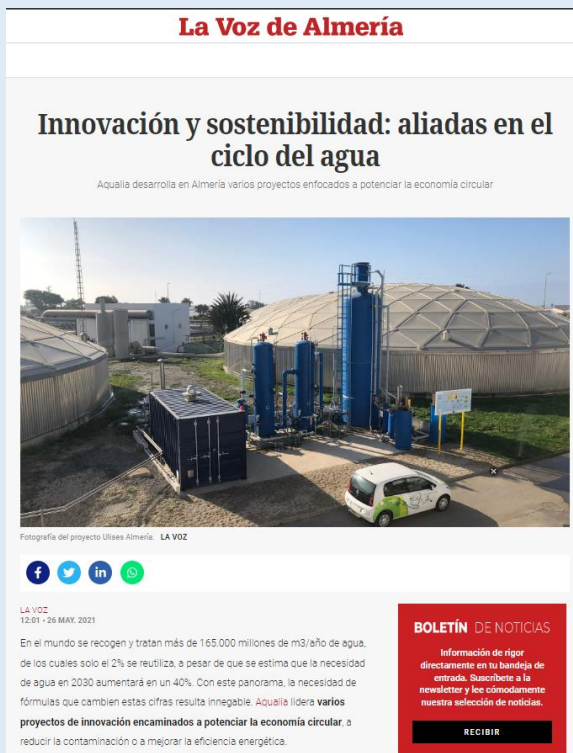 La Voz de Almería
Innovación y sostenibilidad: aliadas en el
ciclo del agua
Aqualia desarrolla en Almería varios proyectos enfocados a potenciar la economía circular
Fotografía del proyecto Ulises Almería. LA VOZ
LA VOZ
12:01 • 26 MAY. 2021
En el mundo se recogen y tratan más de 165.000 millones de m3/año de agua,
de los cuales solo el 2% se reutiliza, a pesar de que se estima que la necesidad
de agua en 2030 aumentará en un 40%. Con este panorama, la necesidad de
fórmulas que cambien estas cifras resulta innegable. Aqualia lidera varios
proyectos de innovación encaminados a potenciar la economía circular, a
reducir la contaminación o a mejorar la eficiencia energética.
BOLETÍN DE NOTICIAS
Información de rigor
directamente en tu bandeja de
entrada. Suscríbete a la
newsletter y lee cómodamente
nuestra selección de noticias.
RECIBIR